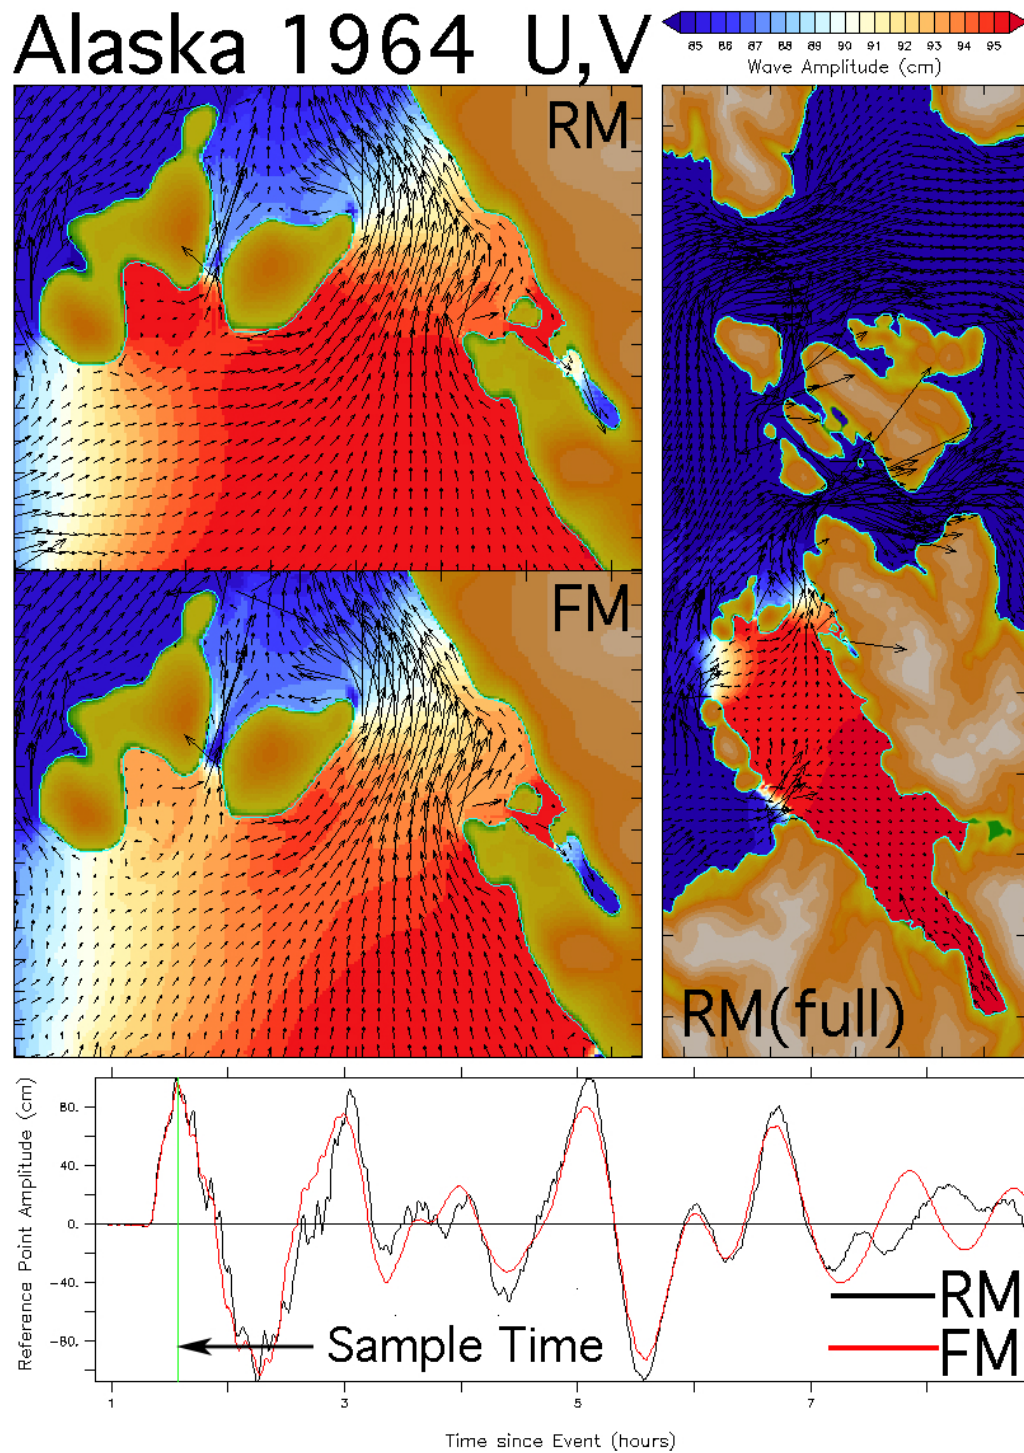 Alaska 1964 U,V
85 86 87 88 89 90 91 92 93 94 95
Wave Amplitude (cm)
RM
FM
RM(full)
Reference Point Amplitude (cm)
80.
40.
0.
-40.
-80.
Sample Time
RM
FM
1 3 5 7
Time since Event (hours)